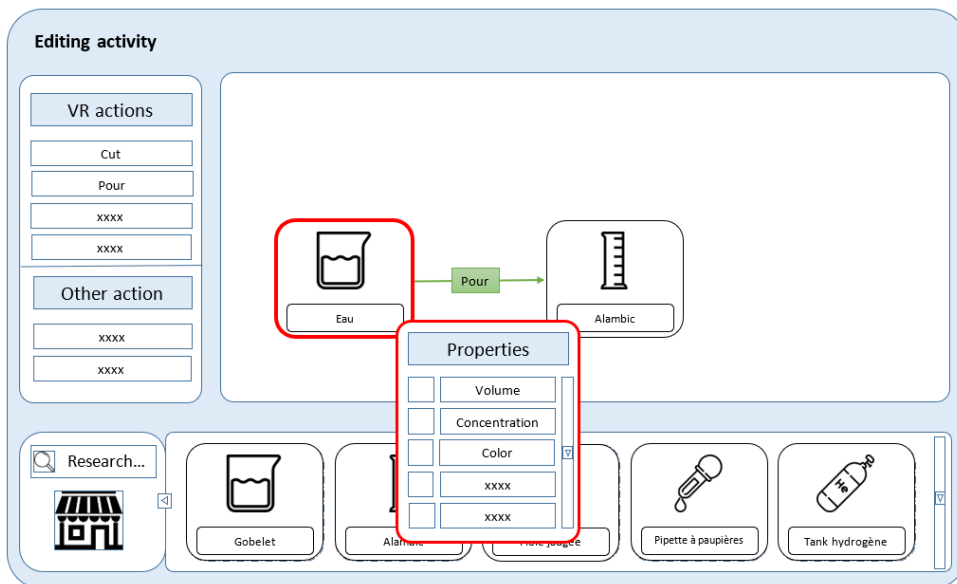 Editing activity
VR actions
Cut
Pour
xxxx
xxxx
Other action
xxxx
xxxx
Eau
Pour
Alambic
Properties
Volume
Concentration
Color
xxxx
xxxx
Research...
Gobelet
Alambic
Pipette à paupières
Tank hydrogène
He